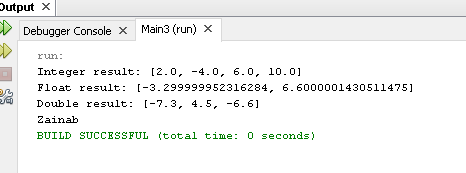 Output
Debugger Console Main3 (run)
run:
Integer result: [2.0, -4.0, 6.0, 10.0]
Float result: [-3.299999952316284, 6.6000001430511475]
Double result: [-7.3, 4.5, -6.6]
Zainab
BUILD SUCCESSFUL (total time: 0 seconds)